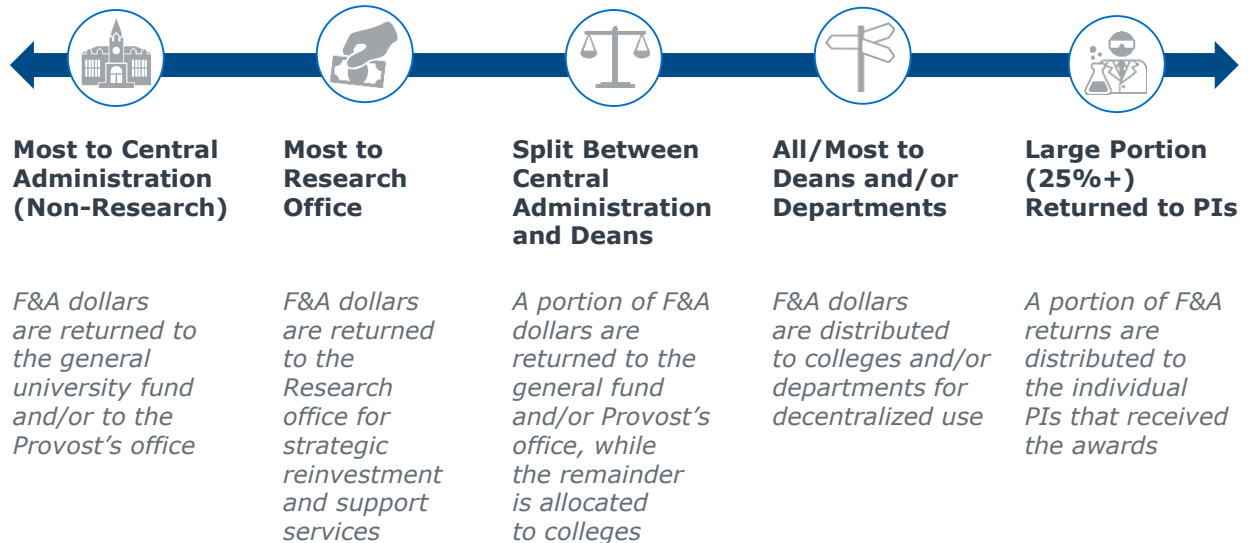 Most to Central
Administration
(Non-Research)
F&A dollars
are returned to
the general
university fund
and/or to the
Provost's office
Most to
Research
Office
F&A dollars
are returned
to the
Research
office for
strategic
reinvestment
and support
services
Split Between
Central
Administration
and Deans
A portion of F&A
dollars are
returned to the
general fund
and/or Provost's
office, while
the remainder
is allocated
to colleges
All/Most to
Deans and/or
Departments
F&A dollars
are distributed
to colleges and/or
departments for
decentralized use
Large Portion
(25%+)
Returned to PIs
A portion of F&A
returns are
distributed to
the individual
PIs that received
the awards